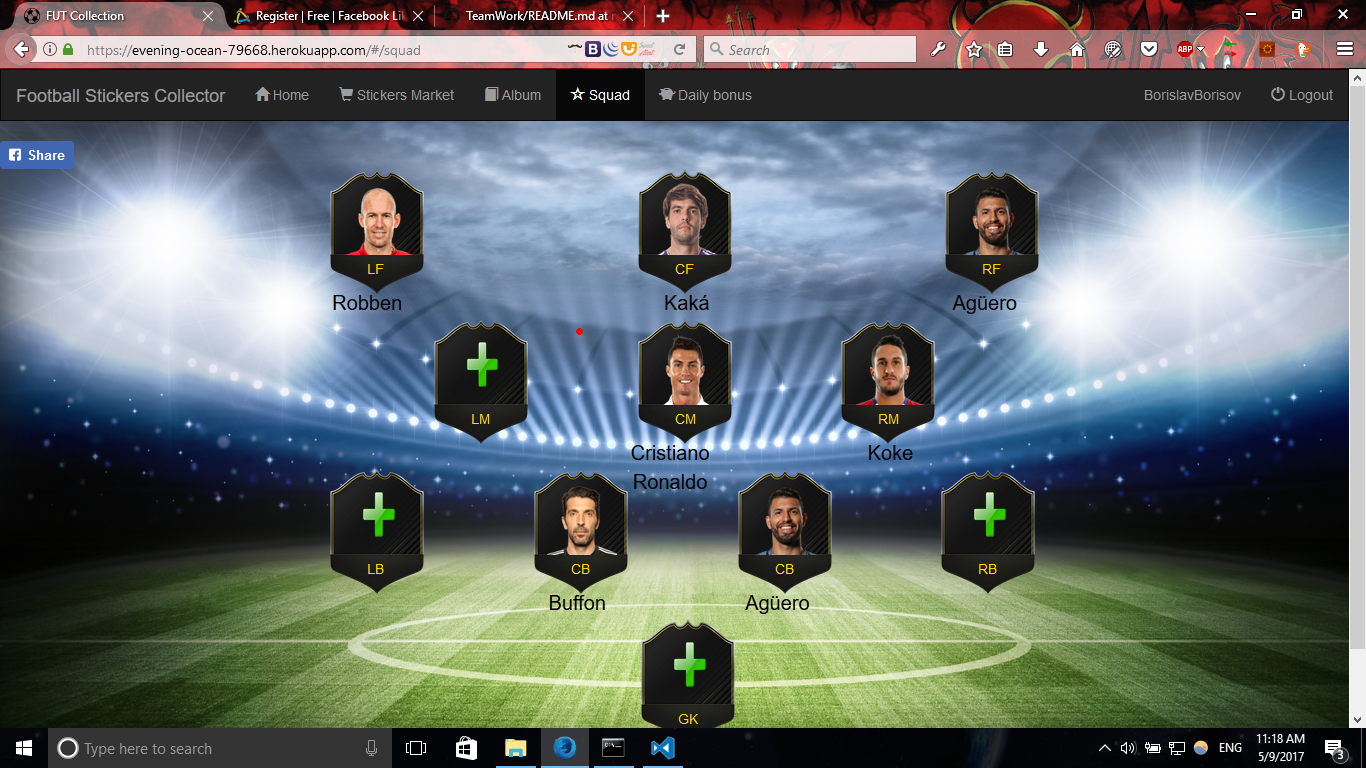 FUT Collection
Register | Free | Facebook Li
TeamWork/README.md at
https://evening-ocean-79668.herokuapp.com/#/squad
Search
ABP
Football Stickers Collector
Home
Stickers Market
Album
Squad
Daily bonus
BorislavBorisov
Logout
Share
LF
CF
RF
Robben
Kaká
Agüero
LM
CM
RM
Cristiano
Ronaldo
Koke
LB
CB
CB
RB
Buffon
Agüero
GK
Type here to search
ENG
11:18 AM
5/9/2017
3